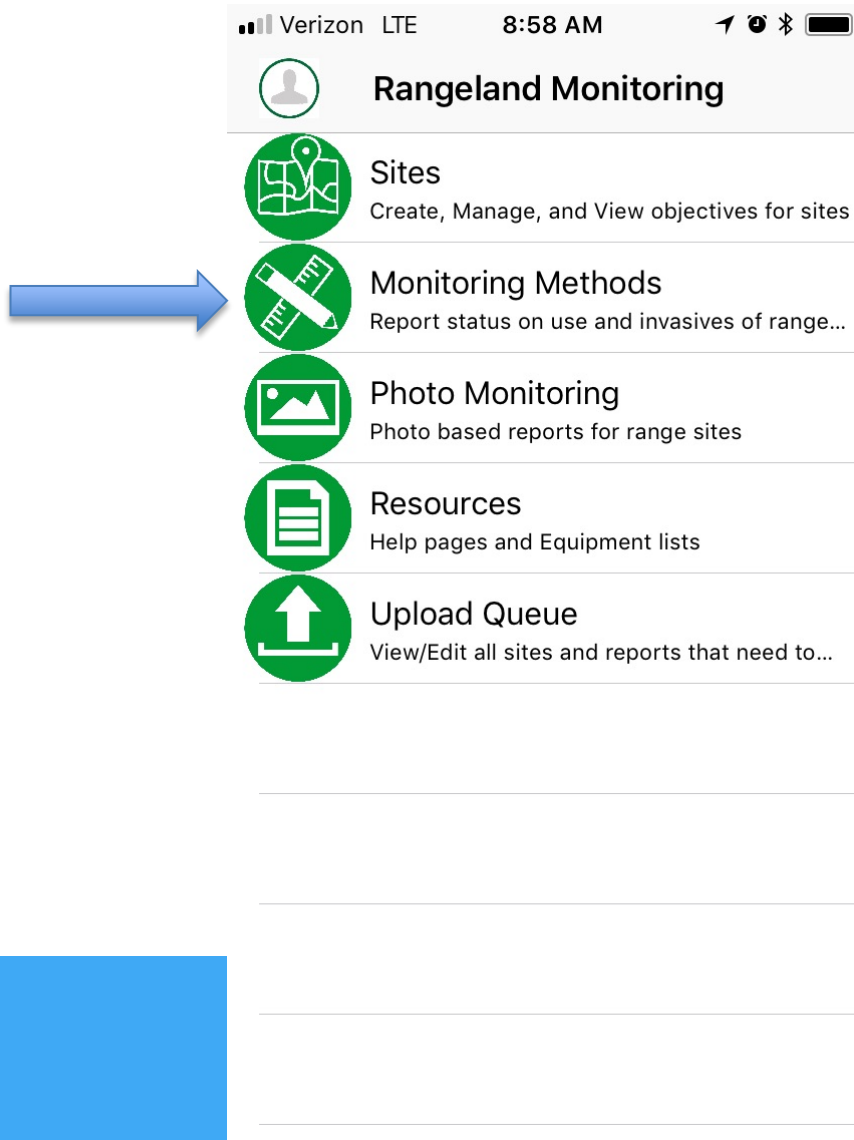 Verizon LTE 8:58 AM
Rangeland Monitoring
Sites
Create, Manage, and View objectives for sites
Monitoring Methods
Report status on use and invasives of range...
Photo Monitoring
Photo based reports for range sites
Resources
Help pages and Equipment lists
Upload Queue
View/Edit all sites and reports that need to...